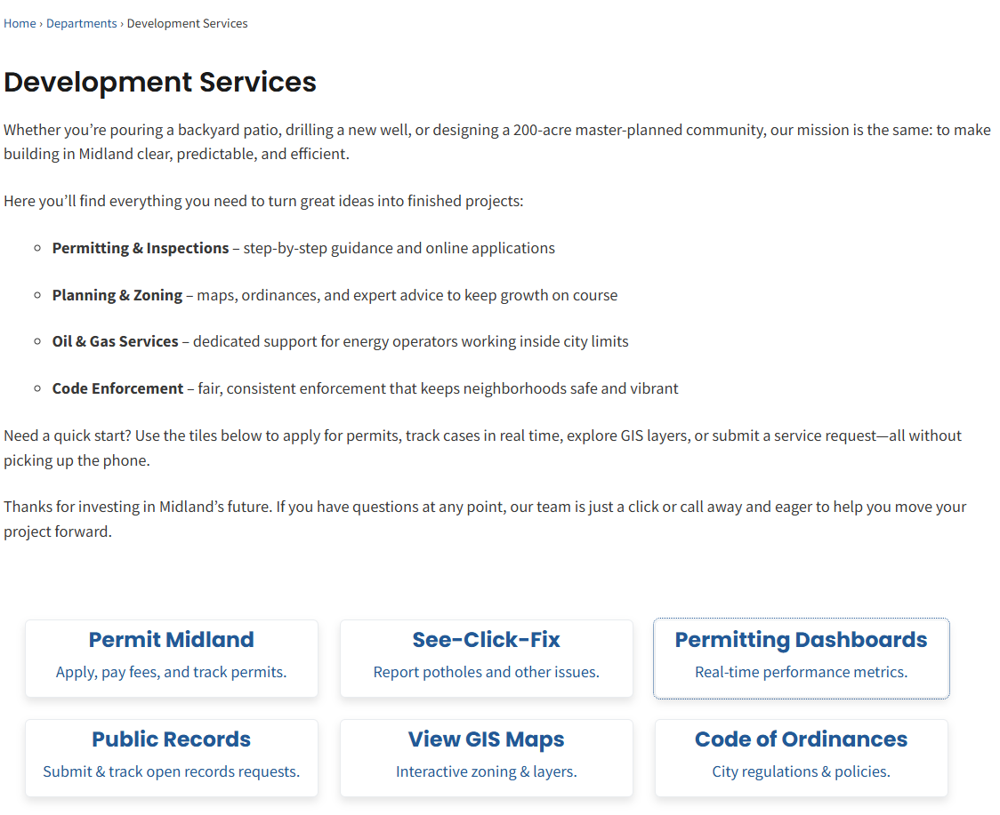 Home › Departments › Development Services
Development Services
Whether you’re pouring a backyard patio, drilling a new well, or designing a 200-acre master-planned community, our mission is the same: to make
building in Midland clear, predictable, and efficient.
Here you’ll find everything you need to turn great ideas into finished projects:
Permitting & Inspections – step-by-step guidance and online applications
Planning & Zoning – maps, ordinances, and expert advice to keep growth on course
Oil & Gas Services – dedicated support for energy operators working inside city limits
Code Enforcement – fair, consistent enforcement that keeps neighborhoods safe and vibrant
Need a quick start? Use the tiles below to apply for permits, track cases in real time, explore GIS layers, or submit a service request—all without
picking up the phone.
Thanks for investing in Midland’s future. If you have questions at any point, our team is just a click or call away and eager to help you move your
project forward.
Permit Midland
Apply, pay fees, and track permits.
See-Click-Fix
Report potholes and other issues.
Permitting Dashboards
Real-time performance metrics.
Public Records
Submit & track open records requests.
View GIS Maps
Interactive zoning & layers.
Code of Ordinances
City regulations & policies.